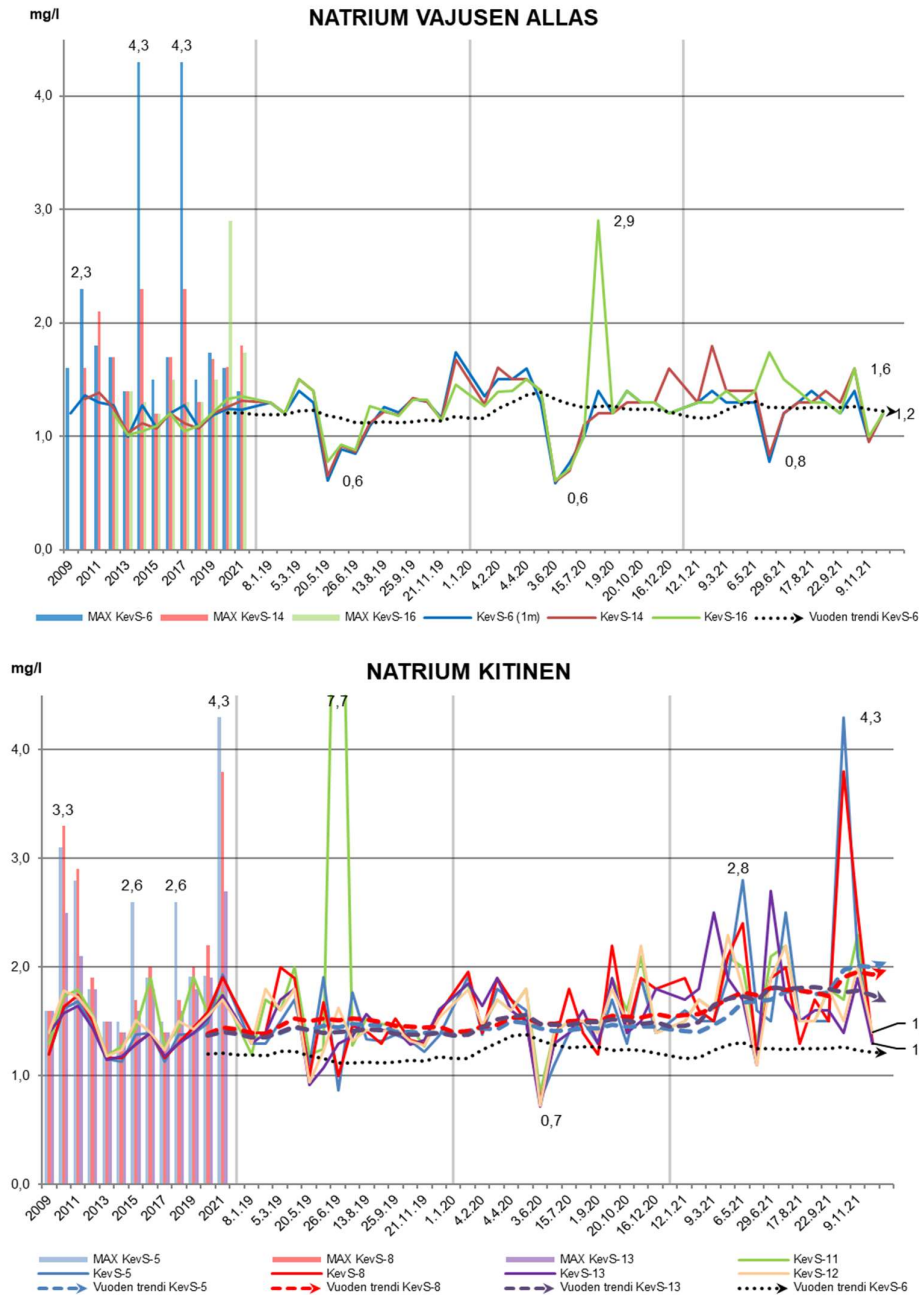 mg/l
NATRIUM VAJUSEN ALLAS
4,3 4,3
4,0
3,0
2,9
2,3
2,0
1,6
1,2
1,0
0,8
0,6 0,6
0,0
2009 2011 2013 2015 2017 2019 2021 8.1.19 5.3.19 20.5.19 26.6.19 13.8.19 25.9.19 21.11.19 1.1.20 4.2.20 4.4.20 3.6.20 15.7.20 1.9.20 20.10.20 16.12.20 12.1.21 9.3.21 6.5.21 29.6.21 17.8.21 22.9.21 9.11.21
MAX KevS-6 MAX KevS-14 MAX KevS-16 KevS-6 (1m) KevS-14 KevS-16 Vuoden trendi KevS-6
mg/l
NATRIUM KITINEN
4,3 7,7 4,3
4,0
3,3
3,0
2,8
2,6 2,6
2,0
1
1
1,0
0,7
0,0
2009 2011 2013 2015 2017 2019 2021 8.1.19 5.3.19 20.5.19 26.6.19 13.8.19 25.9.19 21.11.19 1.1.20 4.2.20 4.4.20 3.6.20 15.7.20 1.9.20 20.10.20 16.12.20 12.1.21 9.3.21 6.5.21 29.6.21 17.8.21 22.9.21 9.11.21
MAX KevS-5 MAX KevS-8 MAX KevS-13 KevS-11
KevS-5 KevS-8 KevS-13 KevS-12
Vuoden trendi KevS-5 Vuoden trendi KevS-8 Vuoden trendi KevS-13 Vuoden trendi KevS-6